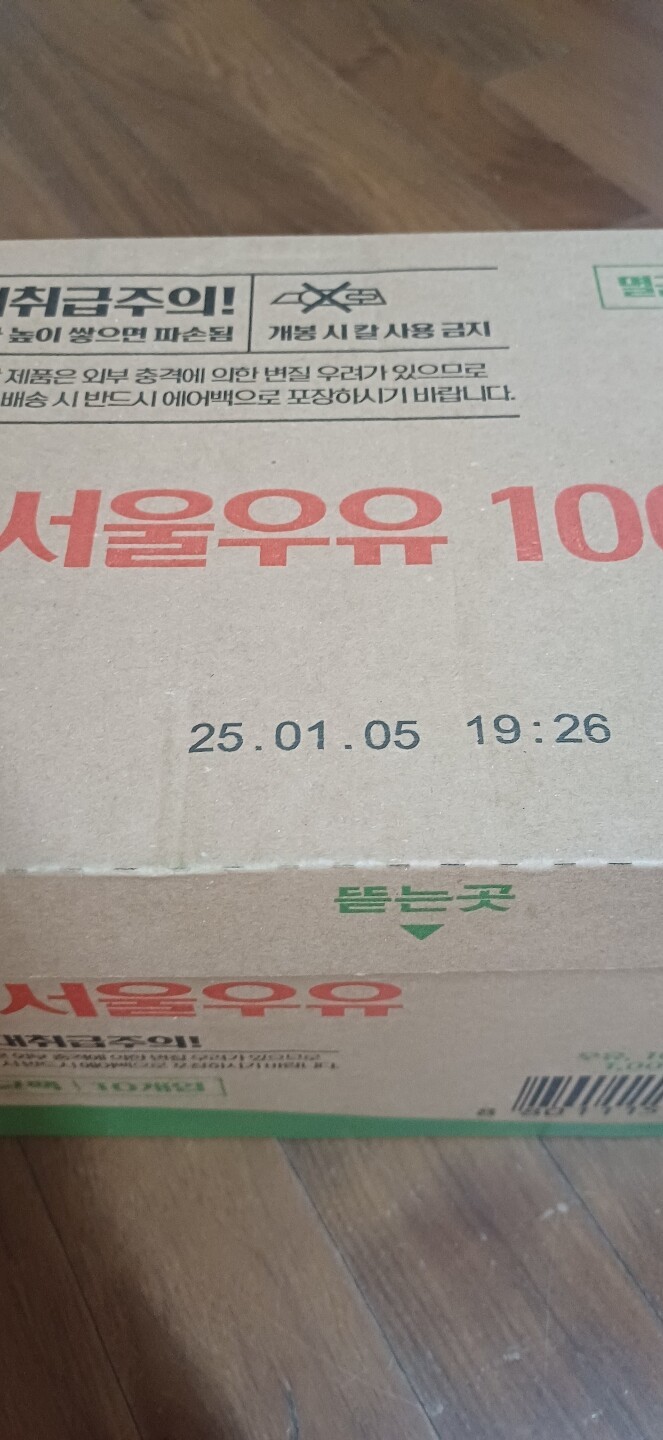 취급주의!
높이 쌓으면 파손됨
개봉 시 칼 사용 금지
멸
제품은 외부 충격에 의한 변질 우려가 있으므로
배송 시 반드시 에어백으로 포장하시기 바랍니다.
서울우유 100
25.01.05 19:26
뜯는곳
서울우유
취급주의!
10개입